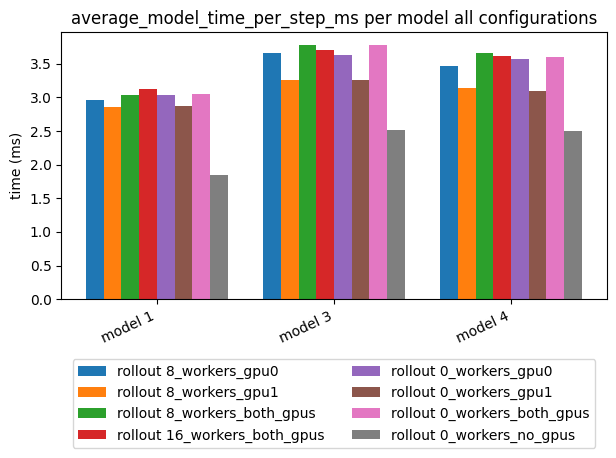 average_model_time_per_step_ms per model all configurations
time (ms)
3.5
3.0
2.5
2.0
1.5
1.0
0.5
0.0
model 1
model 3
model 4
rollout 8_workers_gpu0
rollout 8_workers_gpu1
rollout 8_workers_both_gpus
rollout 16_workers_both_gpus
rollout 0_workers_gpu0
rollout 0_workers_gpu1
rollout 0_workers_both_gpus
rollout 0_workers_no_gpus